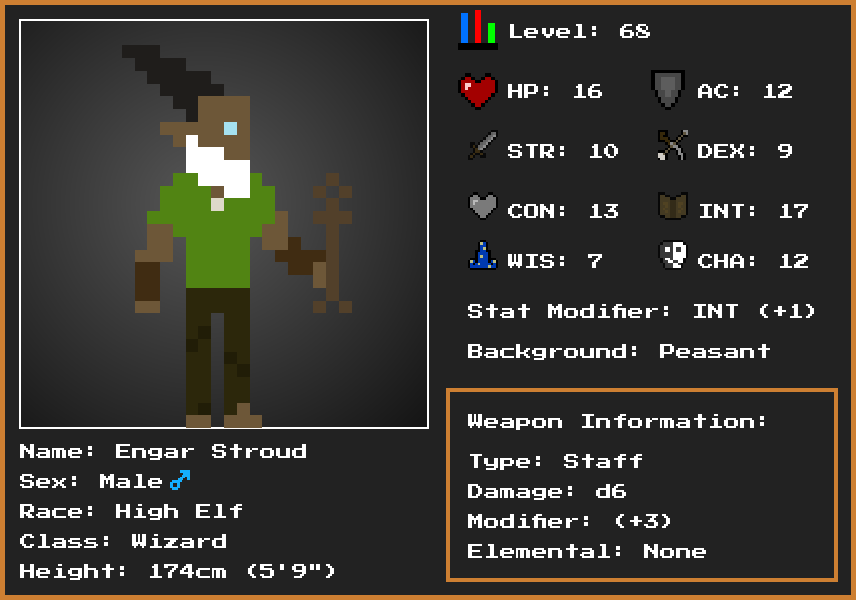 Level: 68
HP: 16
AC: 12
STR: 10
DEX: 9
CON: 13
INT: 17
WIS: 7
CHA: 12
Stat Modifier: INT (+1)
Background: Peasant
Weapon Information:
Type: Staff
Damage: d6
Modifier: (+3)
Elemental: None
Name: Engar Stroud
Sex: Male♂
Race: High Elf
Class: Wizard
Height: 174cm (5'9")